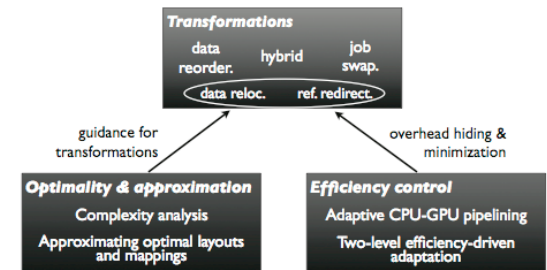 Transformations
data reorder.
hybrid
job swap.
data reloc. ref. redirect.
guidance for
transformations
overhead hiding &
minimization
Optimality & approximation
Complexity analysis
Approximating optimal layouts
and mappings
Efficiency control
Adaptive CPU-GPU pipelining
Two-level efficiency-driven
adaptation